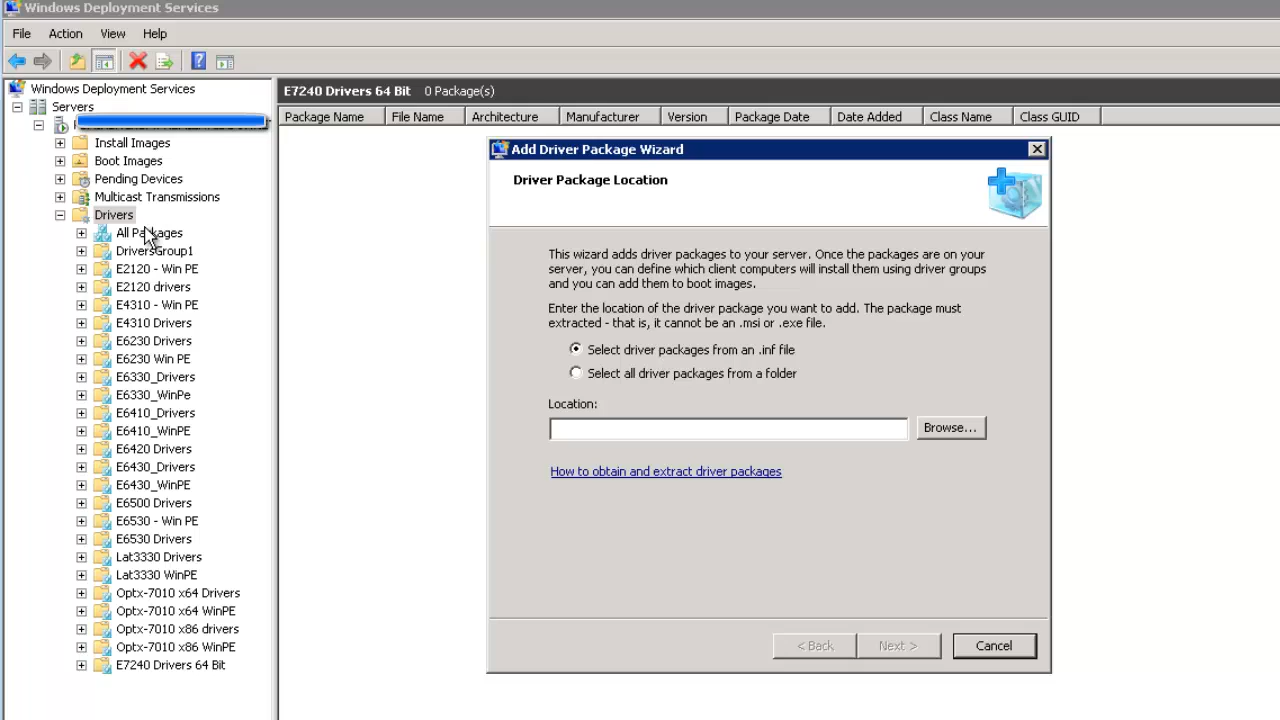 Windows Deployment Services
File Action View Help
Windows Deployment Services
Servers
Install Images
Boot Images
Pending Devices
Multicast Transmissions
Drivers
All Packages
DriversGroup1
E2120 - Win PE
E2120 drivers
E4310 - Win PE
E4310 Drivers
E6230 Drivers
E6230 Win PE
E6330_Drivers
E6330_WinPe
E6410_Drivers
E6410_WinPE
E6420 Drivers
E6430_Drivers
E6430_WinPE
E6500 Drivers
E6530 - Win PE
E6530 Drivers
Lat3330 Drivers
Lat3330 WinPE
Optx-7010 x64 Drivers
Optx-7010 x64 WinPE
Optx-7010 x86 drivers
Optx-7010 x86 WinPE
E7240 Drivers 64 Bit
E7240 Drivers 64 Bit 0 Package(s)
Package Name File Name Architecture Manufacturer Version Package Date Date Added Class Name Class GUID
Add Driver Package Wizard
Driver Package Location
This wizard adds driver packages to your server. Once the packages are on your
server, you can define which client computers will install them using driver groups
and you can add them to boot images.
Enter the location of the driver package you want to add. The package must
extracted - that is, it cannot be an .msi or .exe file.
Select driver packages from an .inf file
Select all driver packages from a folder
Location:
Browse...
How to obtain and extract driver packages
< Back Next > Cancel